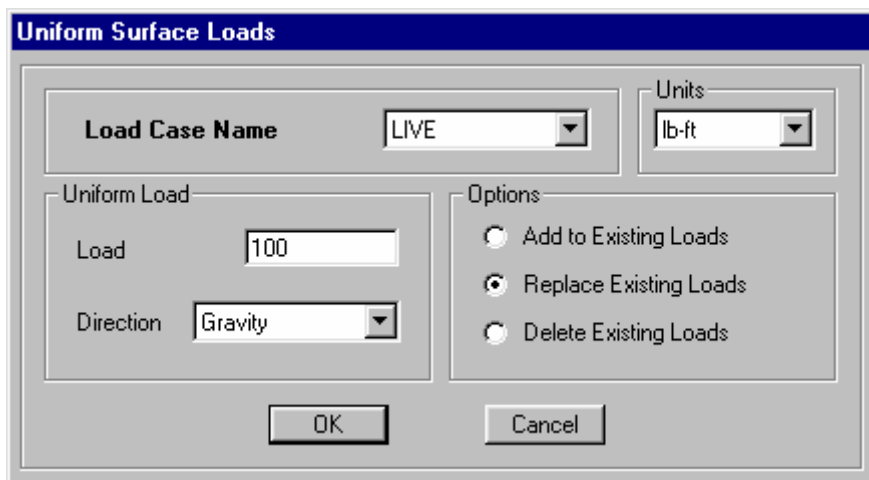 Uniform Surface Loads
Load Case Name LIVE
Units
lb-ft
Uniform Load
Load 100
Direction Gravity
Options
Add to Existing Loads
Replace Existing Loads
Delete Existing Loads
OK Cancel